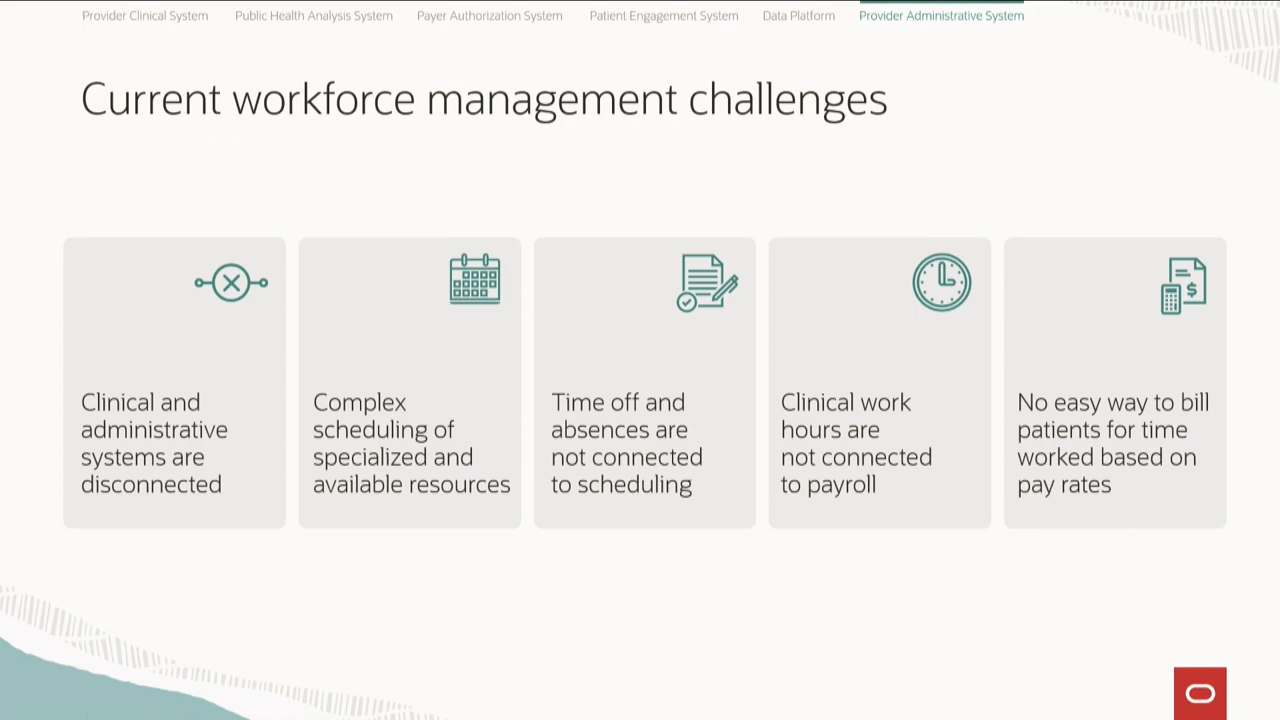 Provider Clinical System Public Health Analysis System Payer Authorization System Patient Engagement System Data Platform Provider Administrative System
Current workforce management challenges
Clinical and
administrative
systems are
disconnected
Complex
scheduling of
specialized and
available resources
Time off and
absences are
not connected
to scheduling
Clinical work
hours are
not connected
to payroll
$
No easy way to bill
patients for time
worked based on
pay rates